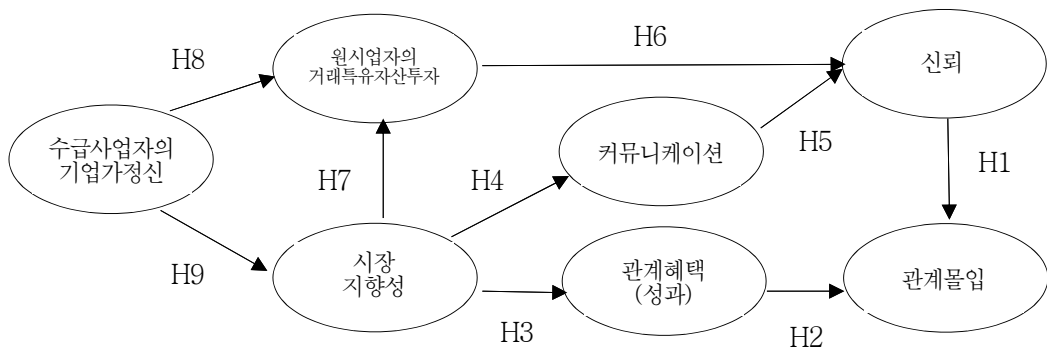 H8
원시업자의
거래특유자산투자
H6
신뢰
수급사업자의
기업가정신
커뮤니케이션
H5
H7
H4
H1
H9
시장
지향성
관계혜택
(성과)
관계몰입
H3
H2